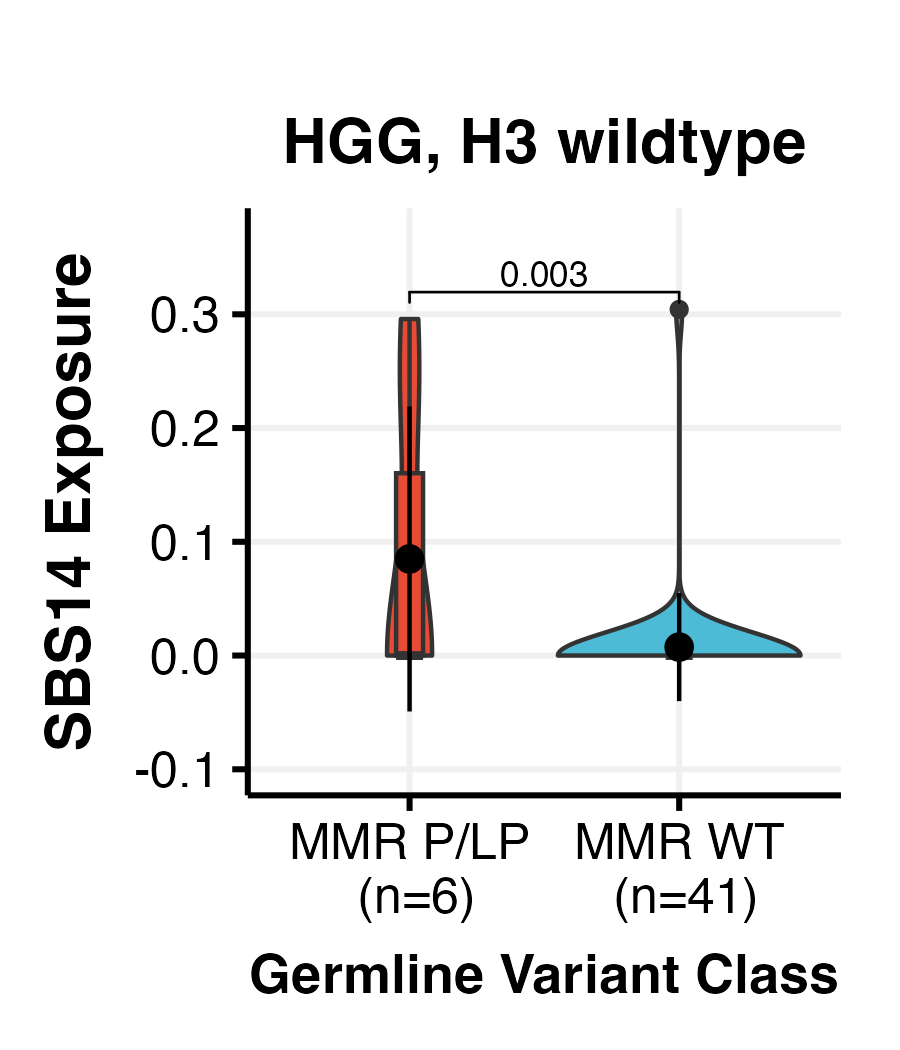 HGG, H3 wildtype
0.003
SBS14 Exposure
0.3
0.2
0.1
0.0
-0.1
MMR P/LP MMR WT
(n=6) (n=41)
Germline Variant Class